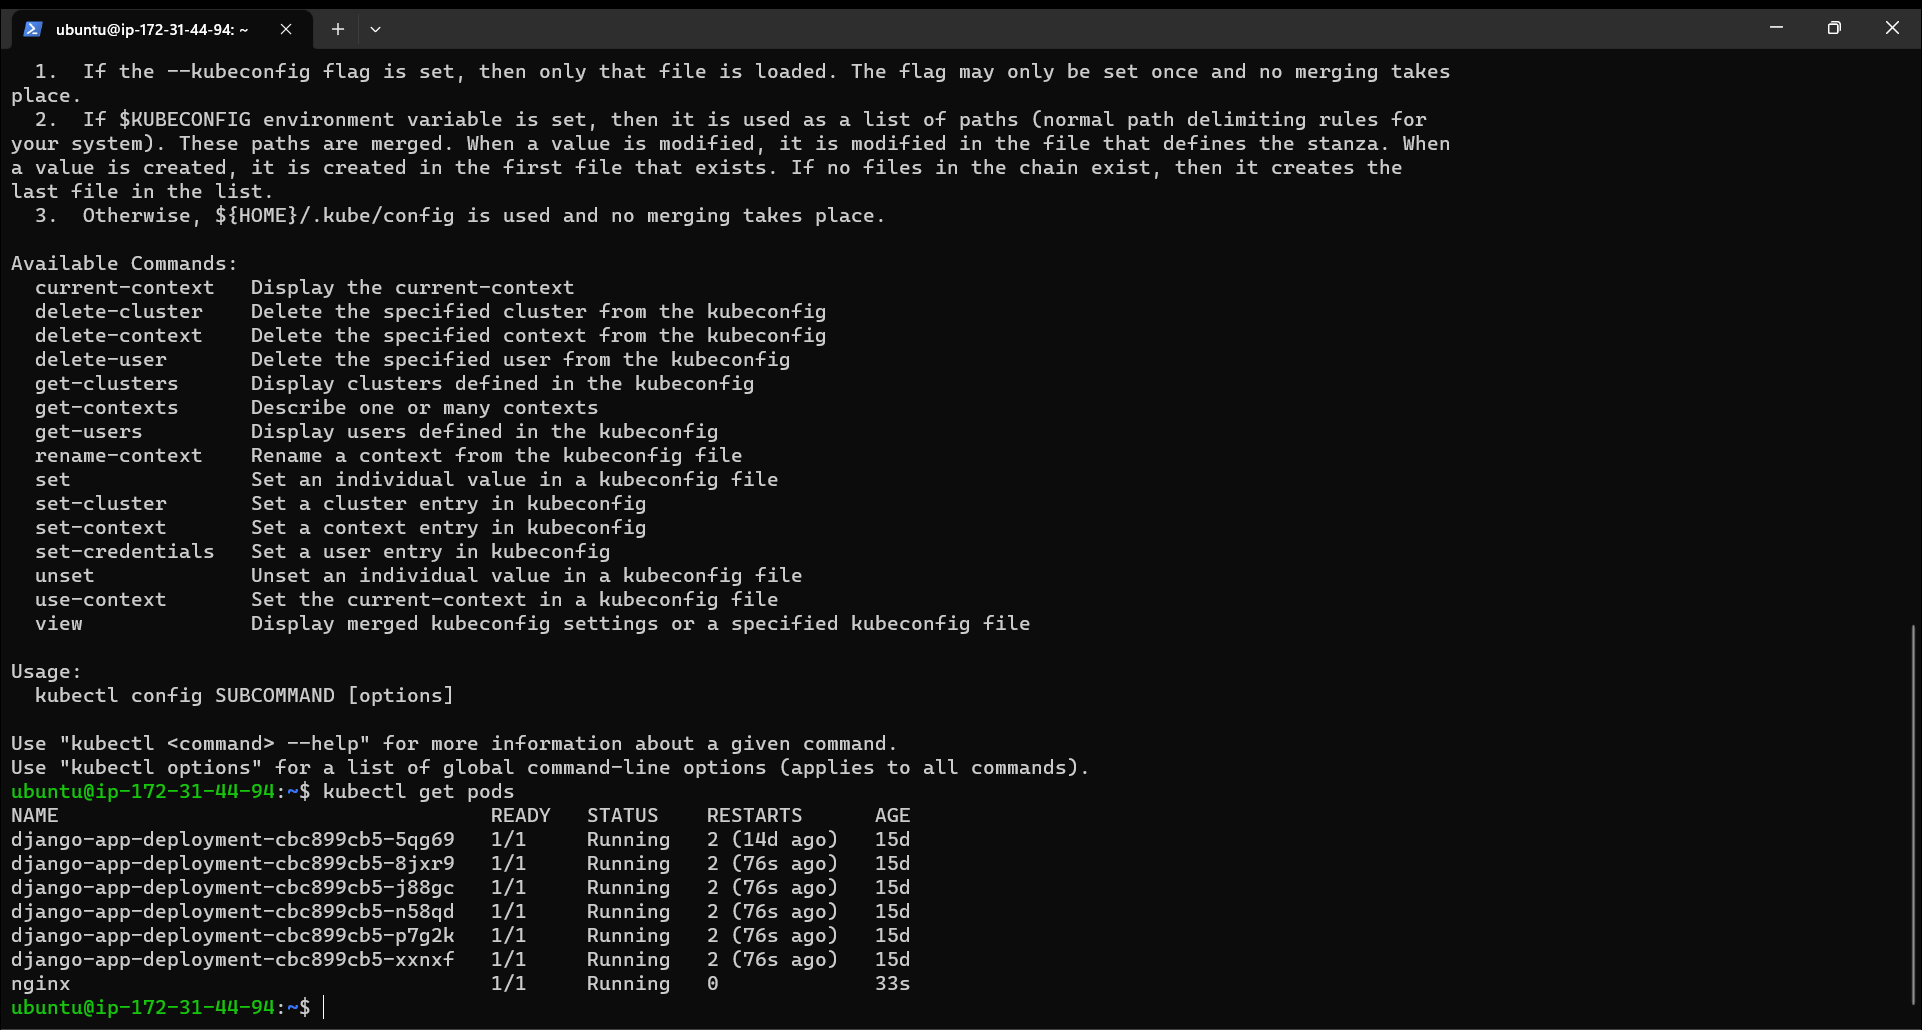 ubuntu@ip-172-31-44-94: ~
  1.  If the --kubeconfig flag is set, then only that file is loaded. The flag may only be set once and no merging takes
place.
  2.  If $KUBECONFIG environment variable is set, then it is used as a list of paths (normal path delimiting rules for
your system). These paths are merged. When a value is modified, it is modified in the file that defines the stanza. When
a value is created, it is created in the first file that exists. If no files in the chain exist, then it creates the
last file in the list.
  3.  Otherwise, ${HOME}/.kube/config is used and no merging takes place.

Available Commands:
  current-context   Display the current-context
  delete-cluster    Delete the specified cluster from the kubeconfig
  delete-context    Delete the specified context from the kubeconfig
  delete-user       Delete the specified user from the kubeconfig
  get-clusters      Display clusters defined in the kubeconfig
  get-contexts      Describe one or many contexts
  get-users         Display users defined in the kubeconfig
  rename-context    Rename a context from the kubeconfig file
  set               Set an individual value in a kubeconfig file
  set-cluster       Set a cluster entry in kubeconfig
  set-context       Set a context entry in kubeconfig
  set-credentials   Set a user entry in kubeconfig
  unset             Unset an individual value in a kubeconfig file
  use-context       Set the current-context in a kubeconfig file
  view              Display merged kubeconfig settings or a specified kubeconfig file

Usage:
  kubectl config SUBCOMMAND [options]

Use "kubectl <command> --help" for more information about a given command.
Use "kubectl options" for a list of global command-line options (applies to all commands).
ubuntu@ip-172-31-44-94:~$ kubectl get pods
NAME                                    READY   STATUS    RESTARTS      AGE
django-app-deployment-cbc899cb5-5qg69   1/1     Running   2 (14d ago)   15d
django-app-deployment-cbc899cb5-8jxr9   1/1     Running   2 (76s ago)   15d
django-app-deployment-cbc899cb5-j88gc   1/1     Running   2 (76s ago)   15d
django-app-deployment-cbc899cb5-n58qd   1/1     Running   2 (76s ago)   15d
django-app-deployment-cbc899cb5-p7g2k   1/1     Running   2 (76s ago)   15d
django-app-deployment-cbc899cb5-xxnxf   1/1     Running   2 (76s ago)   15d
nginx                                   1/1     Running   0             33s
ubuntu@ip-172-31-44-94:~$